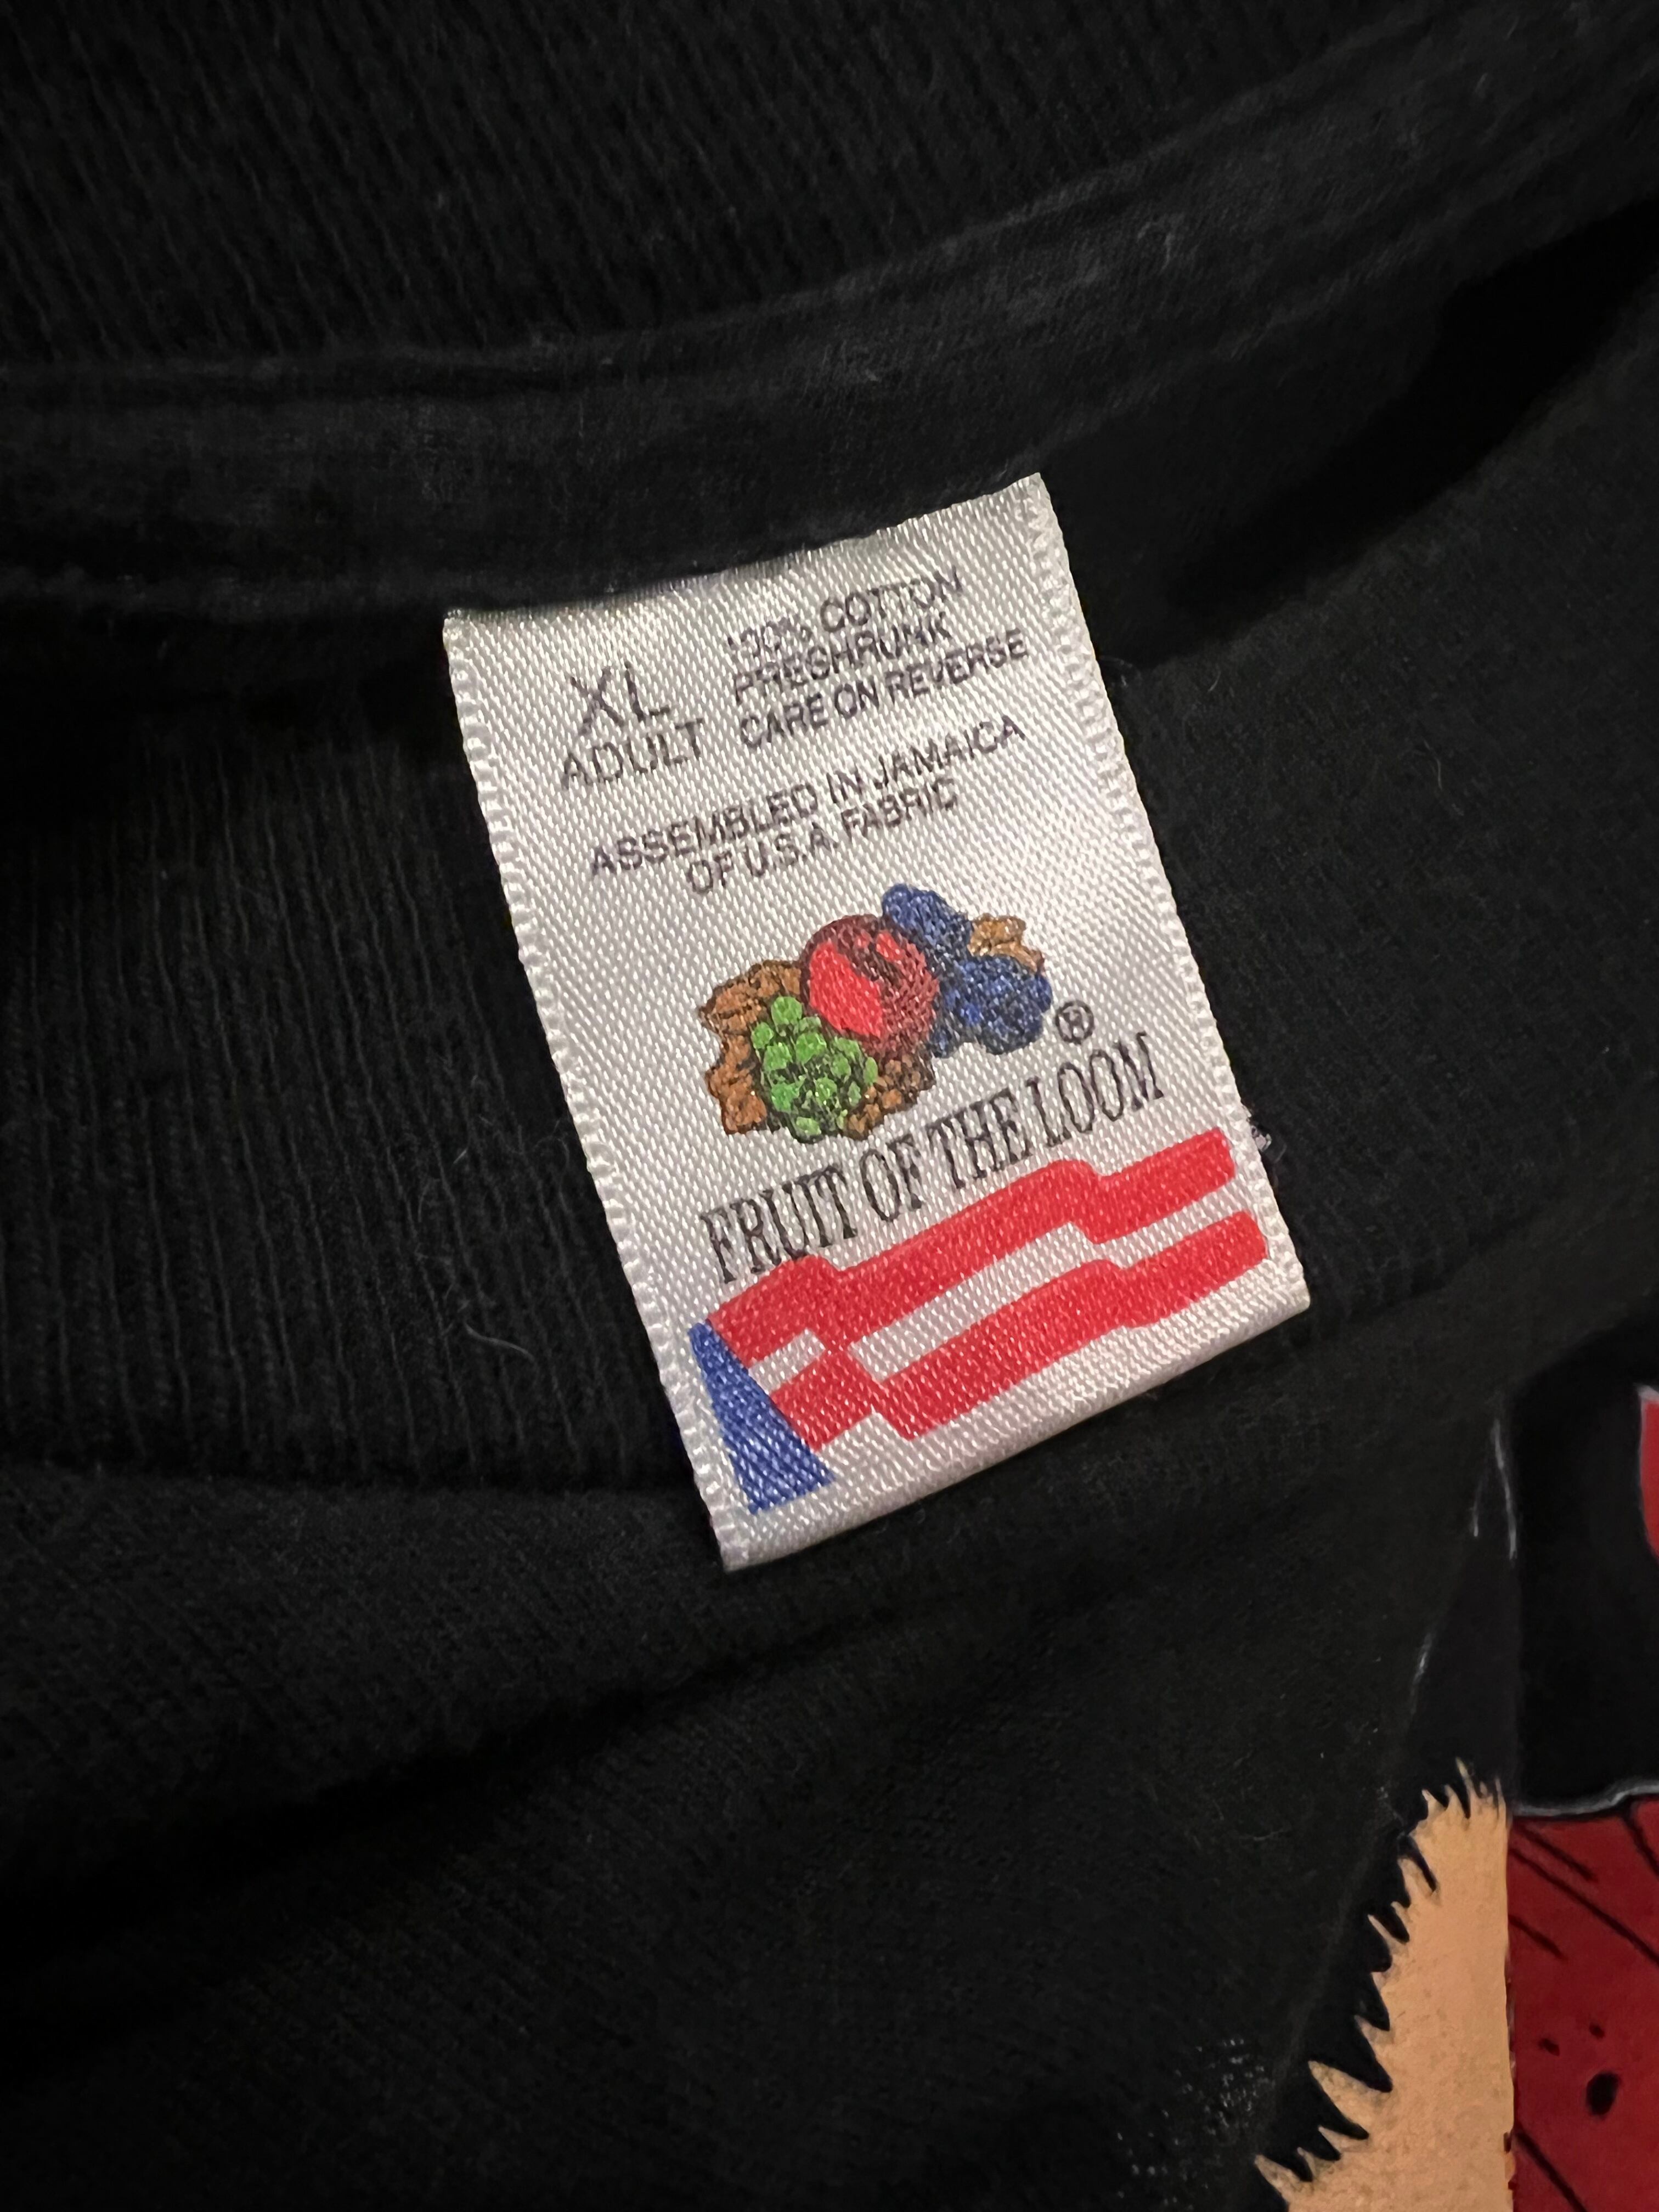 XL
ADULT
100% COTTON
PRESHRUNK
CARE ON REVERSE
ASSEMBLED IN JAMAICA
OF U.S.A. FABRIC
®
FRUIT OF THE LOOM